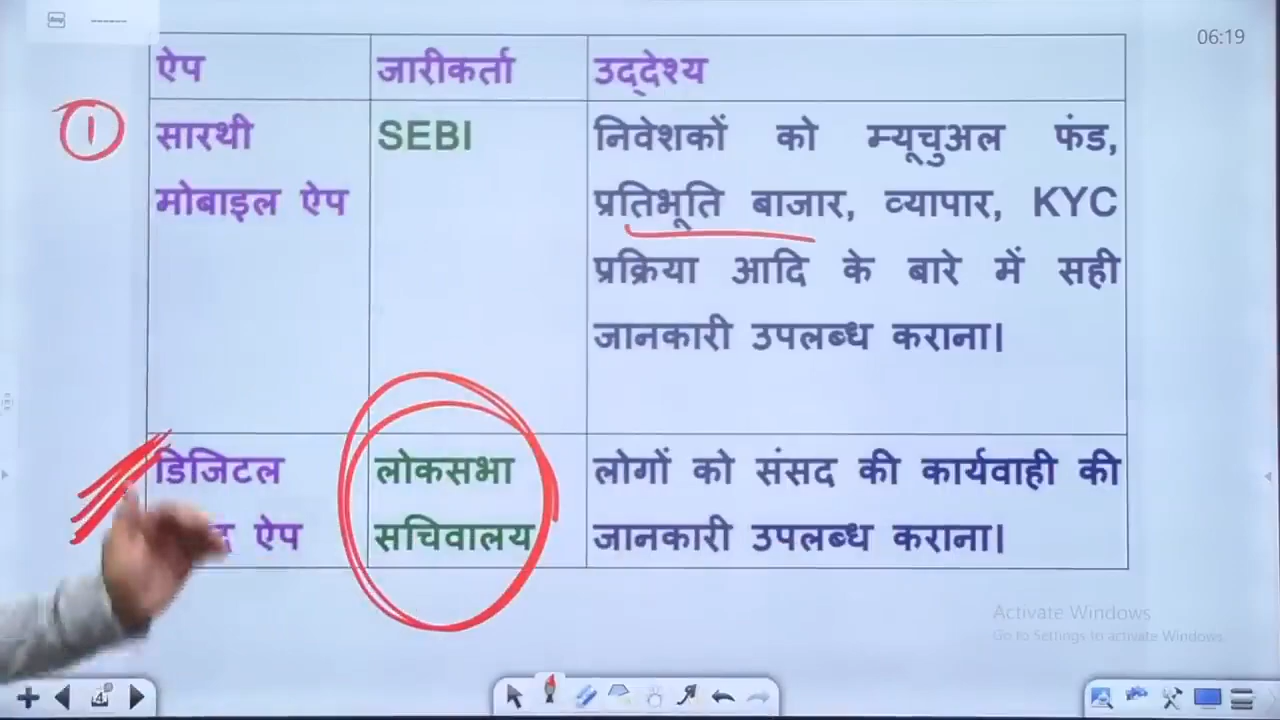 06:19
ऐप जारीकर्ता उद्देश्य
① सारथी SEBI निवेशकों को म्यूचुअल फंड,
मोबाइल ऐप प्रतिभूति बाजार, व्यापार, KYC
प्रक्रिया आदि के बारे में सही
जानकारी उपलब्ध कराना।
डिजिटल लोकसभा लोगों को संसद की कार्यवाही की
ऐप सचिवालय जानकारी उपलब्ध कराना।
Activate Windows
Go to Settings to activate Windows.